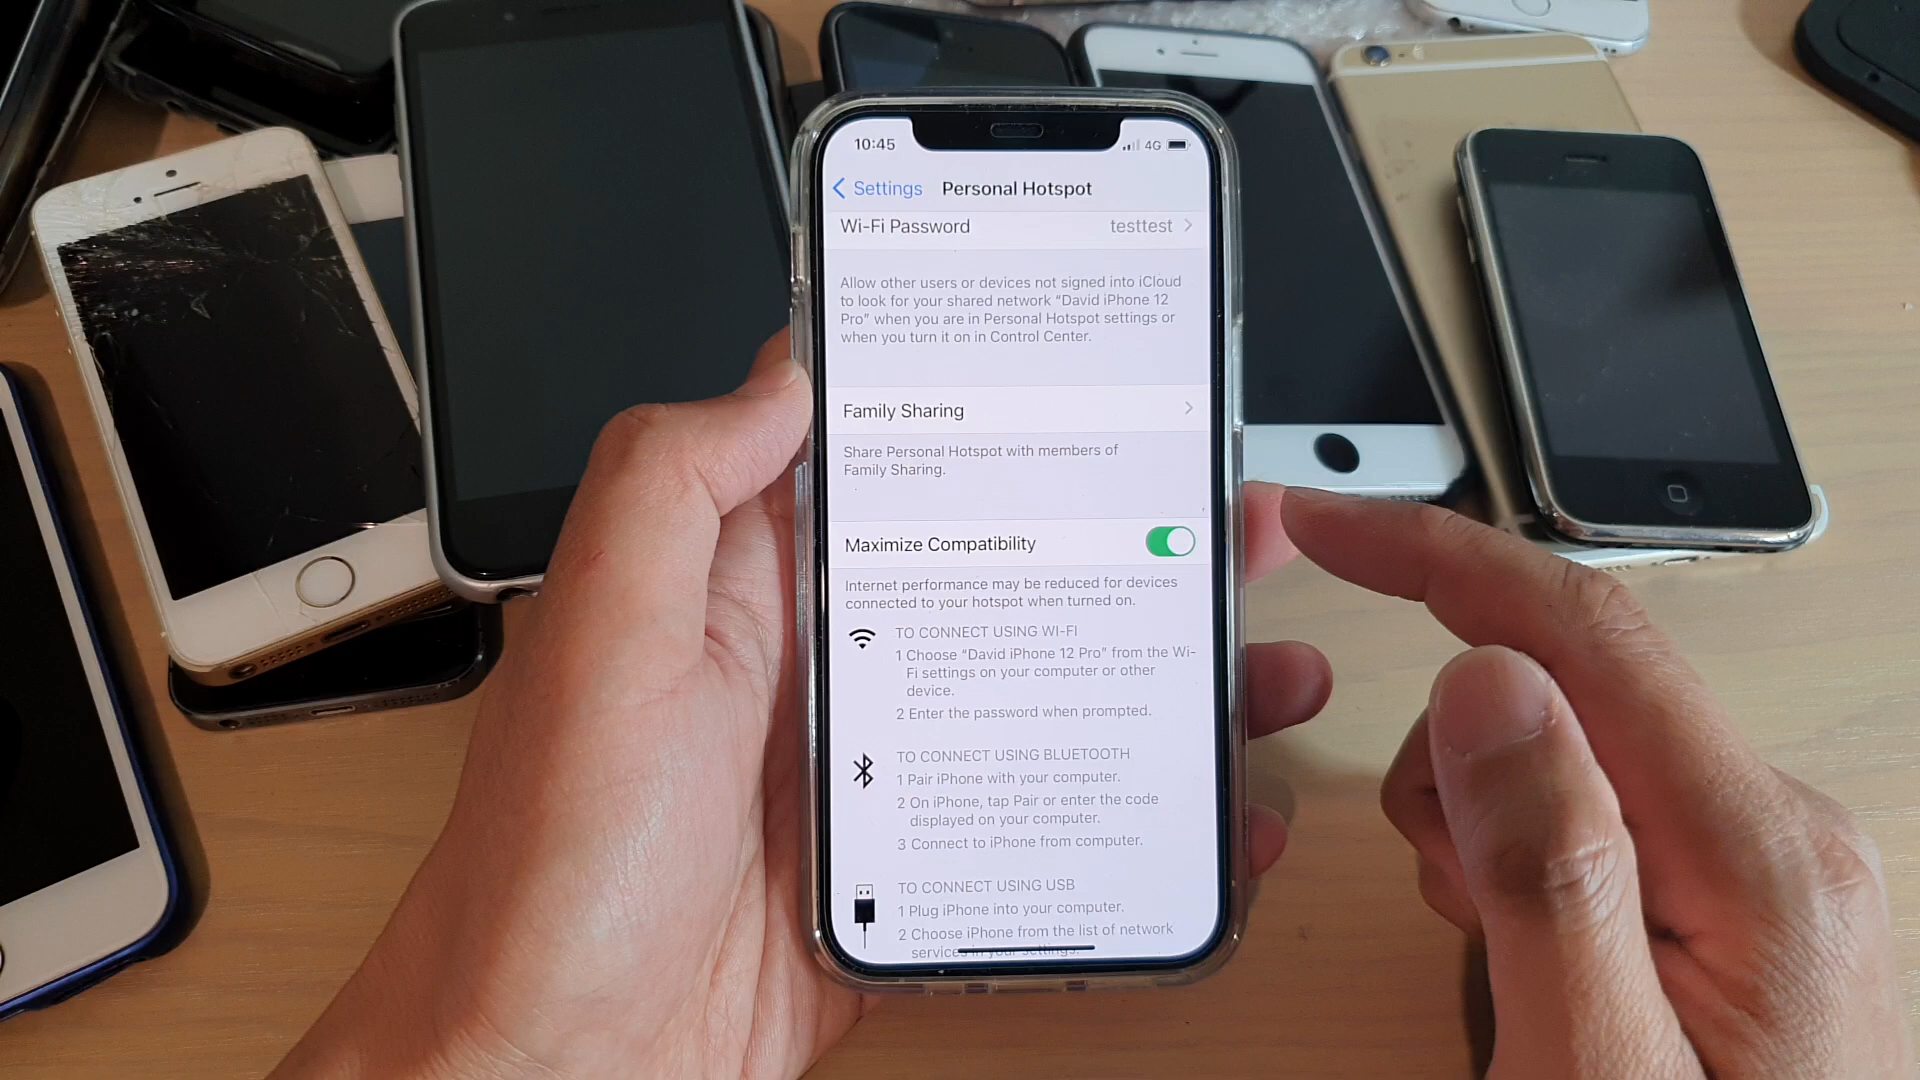 10:45
4G
Settings
Personal Hotspot
Wi-Fi Password
testtest
Allow other users or devices not signed into iCloud
to look for your shared network “David iPhone 12
Pro” when you are in Personal Hotspot settings or
when you turn it on in Control Center.
Family Sharing
Share Personal Hotspot with members of
Family Sharing.
Maximize Compatibility
Internet performance may be reduced for devices
connected to your hotspot when turned on.
TO CONNECT USING WI-FI
1 Choose “David iPhone 12 Pro” from the Wi-
Fi settings on your computer or other
device.
2 Enter the password when prompted.
TO CONNECT USING BLUETOOTH
1 Pair iPhone with your computer.
2 On iPhone, tap Pair or enter the code
displayed on your computer.
3 Connect to iPhone from computer.
TO CONNECT USING USB
1 Plug iPhone into your computer.
2 Choose iPhone from the list of network
services in your settings.